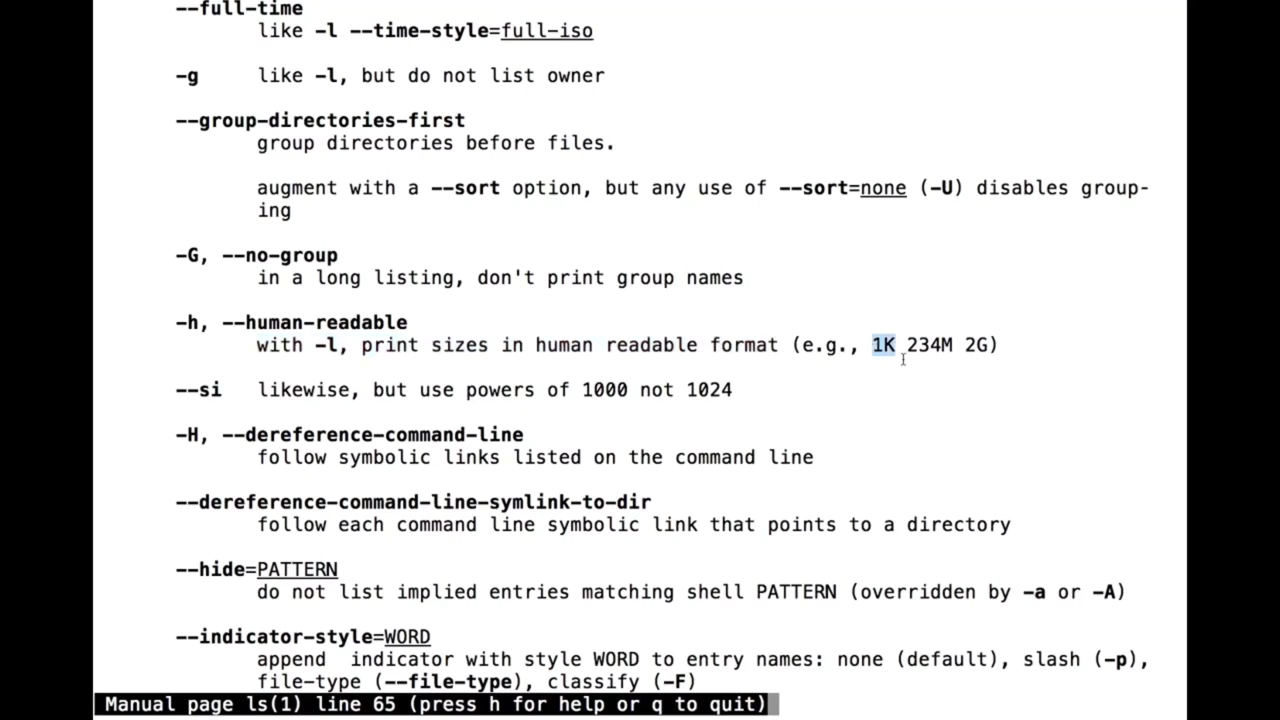 --full-time
like -l --time-style=full-iso
-g like -l, but do not list owner
--group-directories-first
group directories before files.
augment with a --sort option, but any use of --sort=none (-U) disables group-
ing
-G, --no-group
in a long listing, don't print group names
-h, --human-readable
with -l, print sizes in human readable format (e.g., 1K 234M 2G)
--si likewise, but use powers of 1000 not 1024
-H, --dereference-command-line
follow symbolic links listed on the command line
--dereference-command-line-symlink-to-dir
follow each command line symbolic link that points to a directory
--hide=PATTERN
do not list implied entries matching shell PATTERN (overridden by -a or -A)
--indicator-style=WORD
append  indicator with style WORD to entry names: none (default), slash (-p),
file-type (--file-type), classify (-F)
Manual page ls(1) line 65 (press h for help or q to quit)